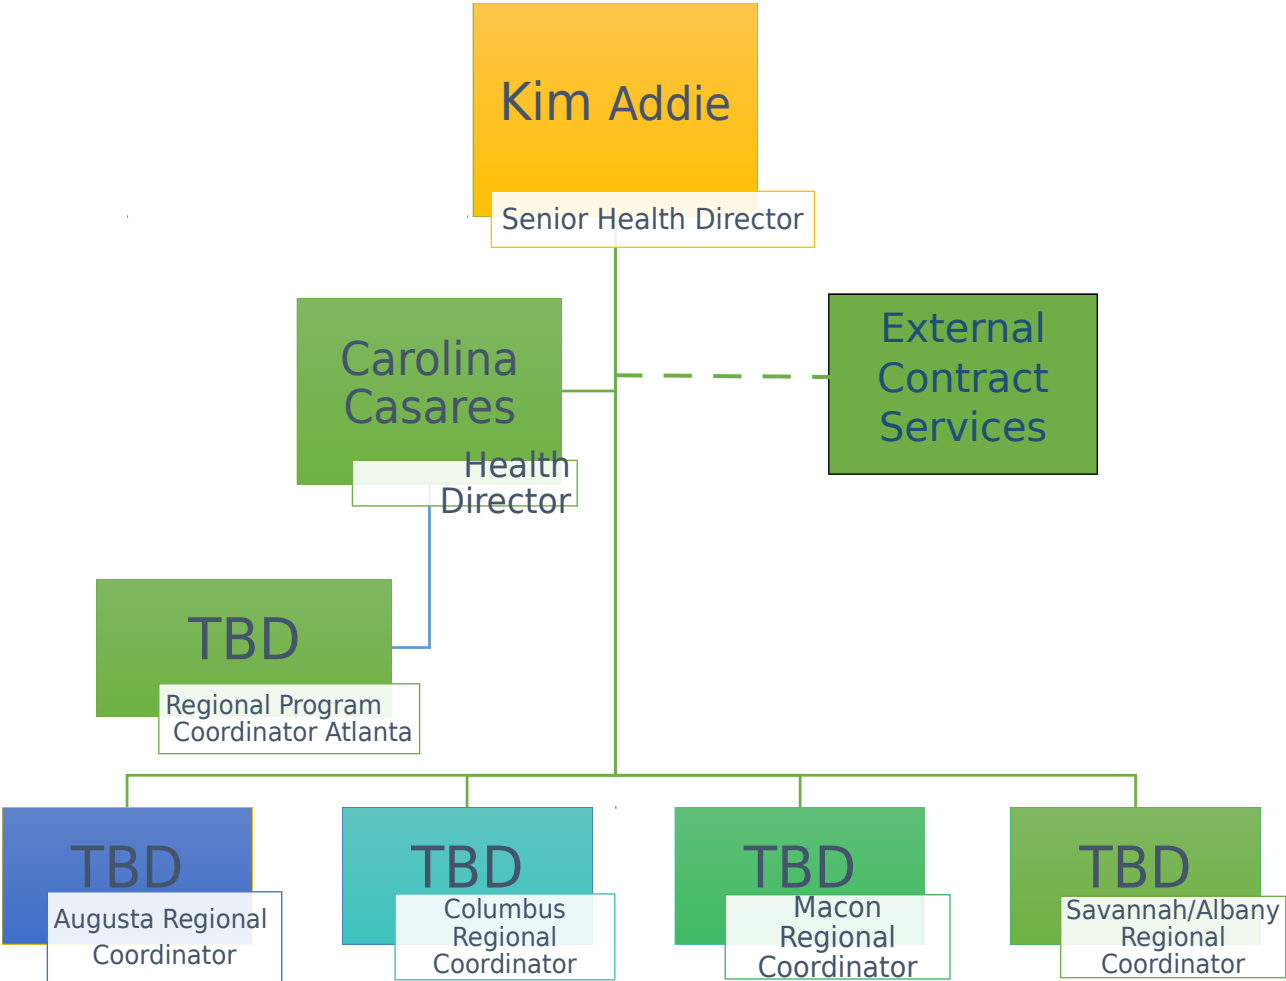 Kim Addie
Senior Health Director
Carolina
Casares
Health
Director
External
Contract
Services
TBD
Regional Program
Coordinator Atlanta
TBD
Augusta Regional
Coordinator
TBD
Columbus
Regional
Coordinator
TBD
Macon
Regional
Coordinator
TBD
Savannah/Albany
Regional
Coordinator